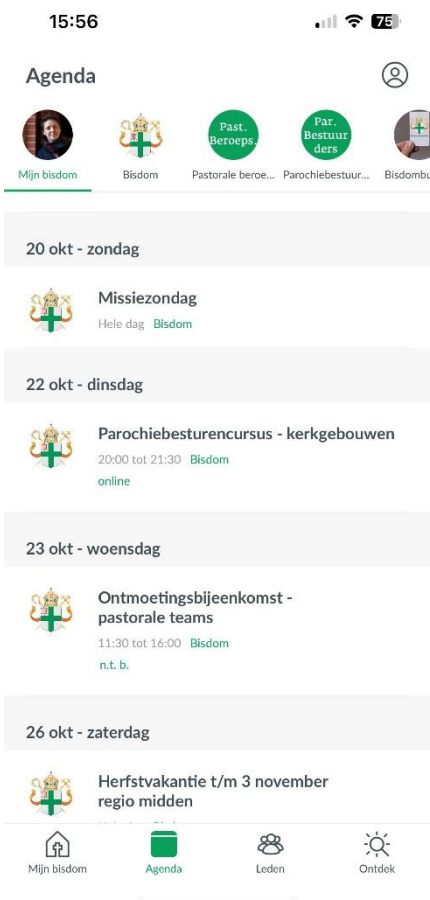 15:56
75
Agenda
Past.
Beroeps.
Par.
Bestuur
ders
Mijn bisdom
Bisdom
Pastorale beroe...
Parochiebestuur...
Bisdombu
20 okt - zondag
Missiezondag
Hele dag Bisdom
22 okt - dinsdag
Parochiebesturencursus - kerkgebouwen
20:00 tot 21:30 Bisdom
online
23 okt - woensdag
Ontmoetingsbijeenkomst -
pastorale teams
11:30 tot 16:00 Bisdom
n.t. b.
26 okt - zaterdag
Herfstvakantie t/m 3 november
regio midden
Mijn bisdom
Agenda
Leden
Ontdek